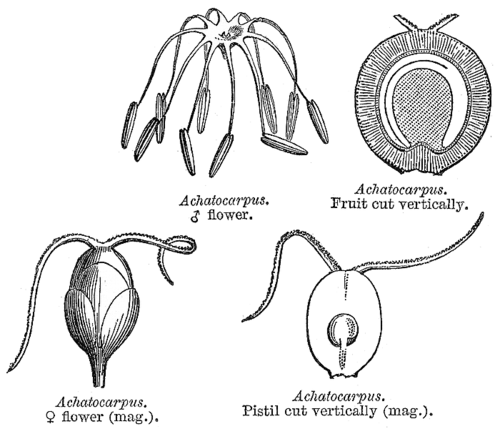 Achatocarpus.
♂ flower.
Achatocarpus.
Fruit cut vertically.
Achatocarpus.
♀ flower (mag.).
Achatocarpus.
Pistil cut vertically (mag.).